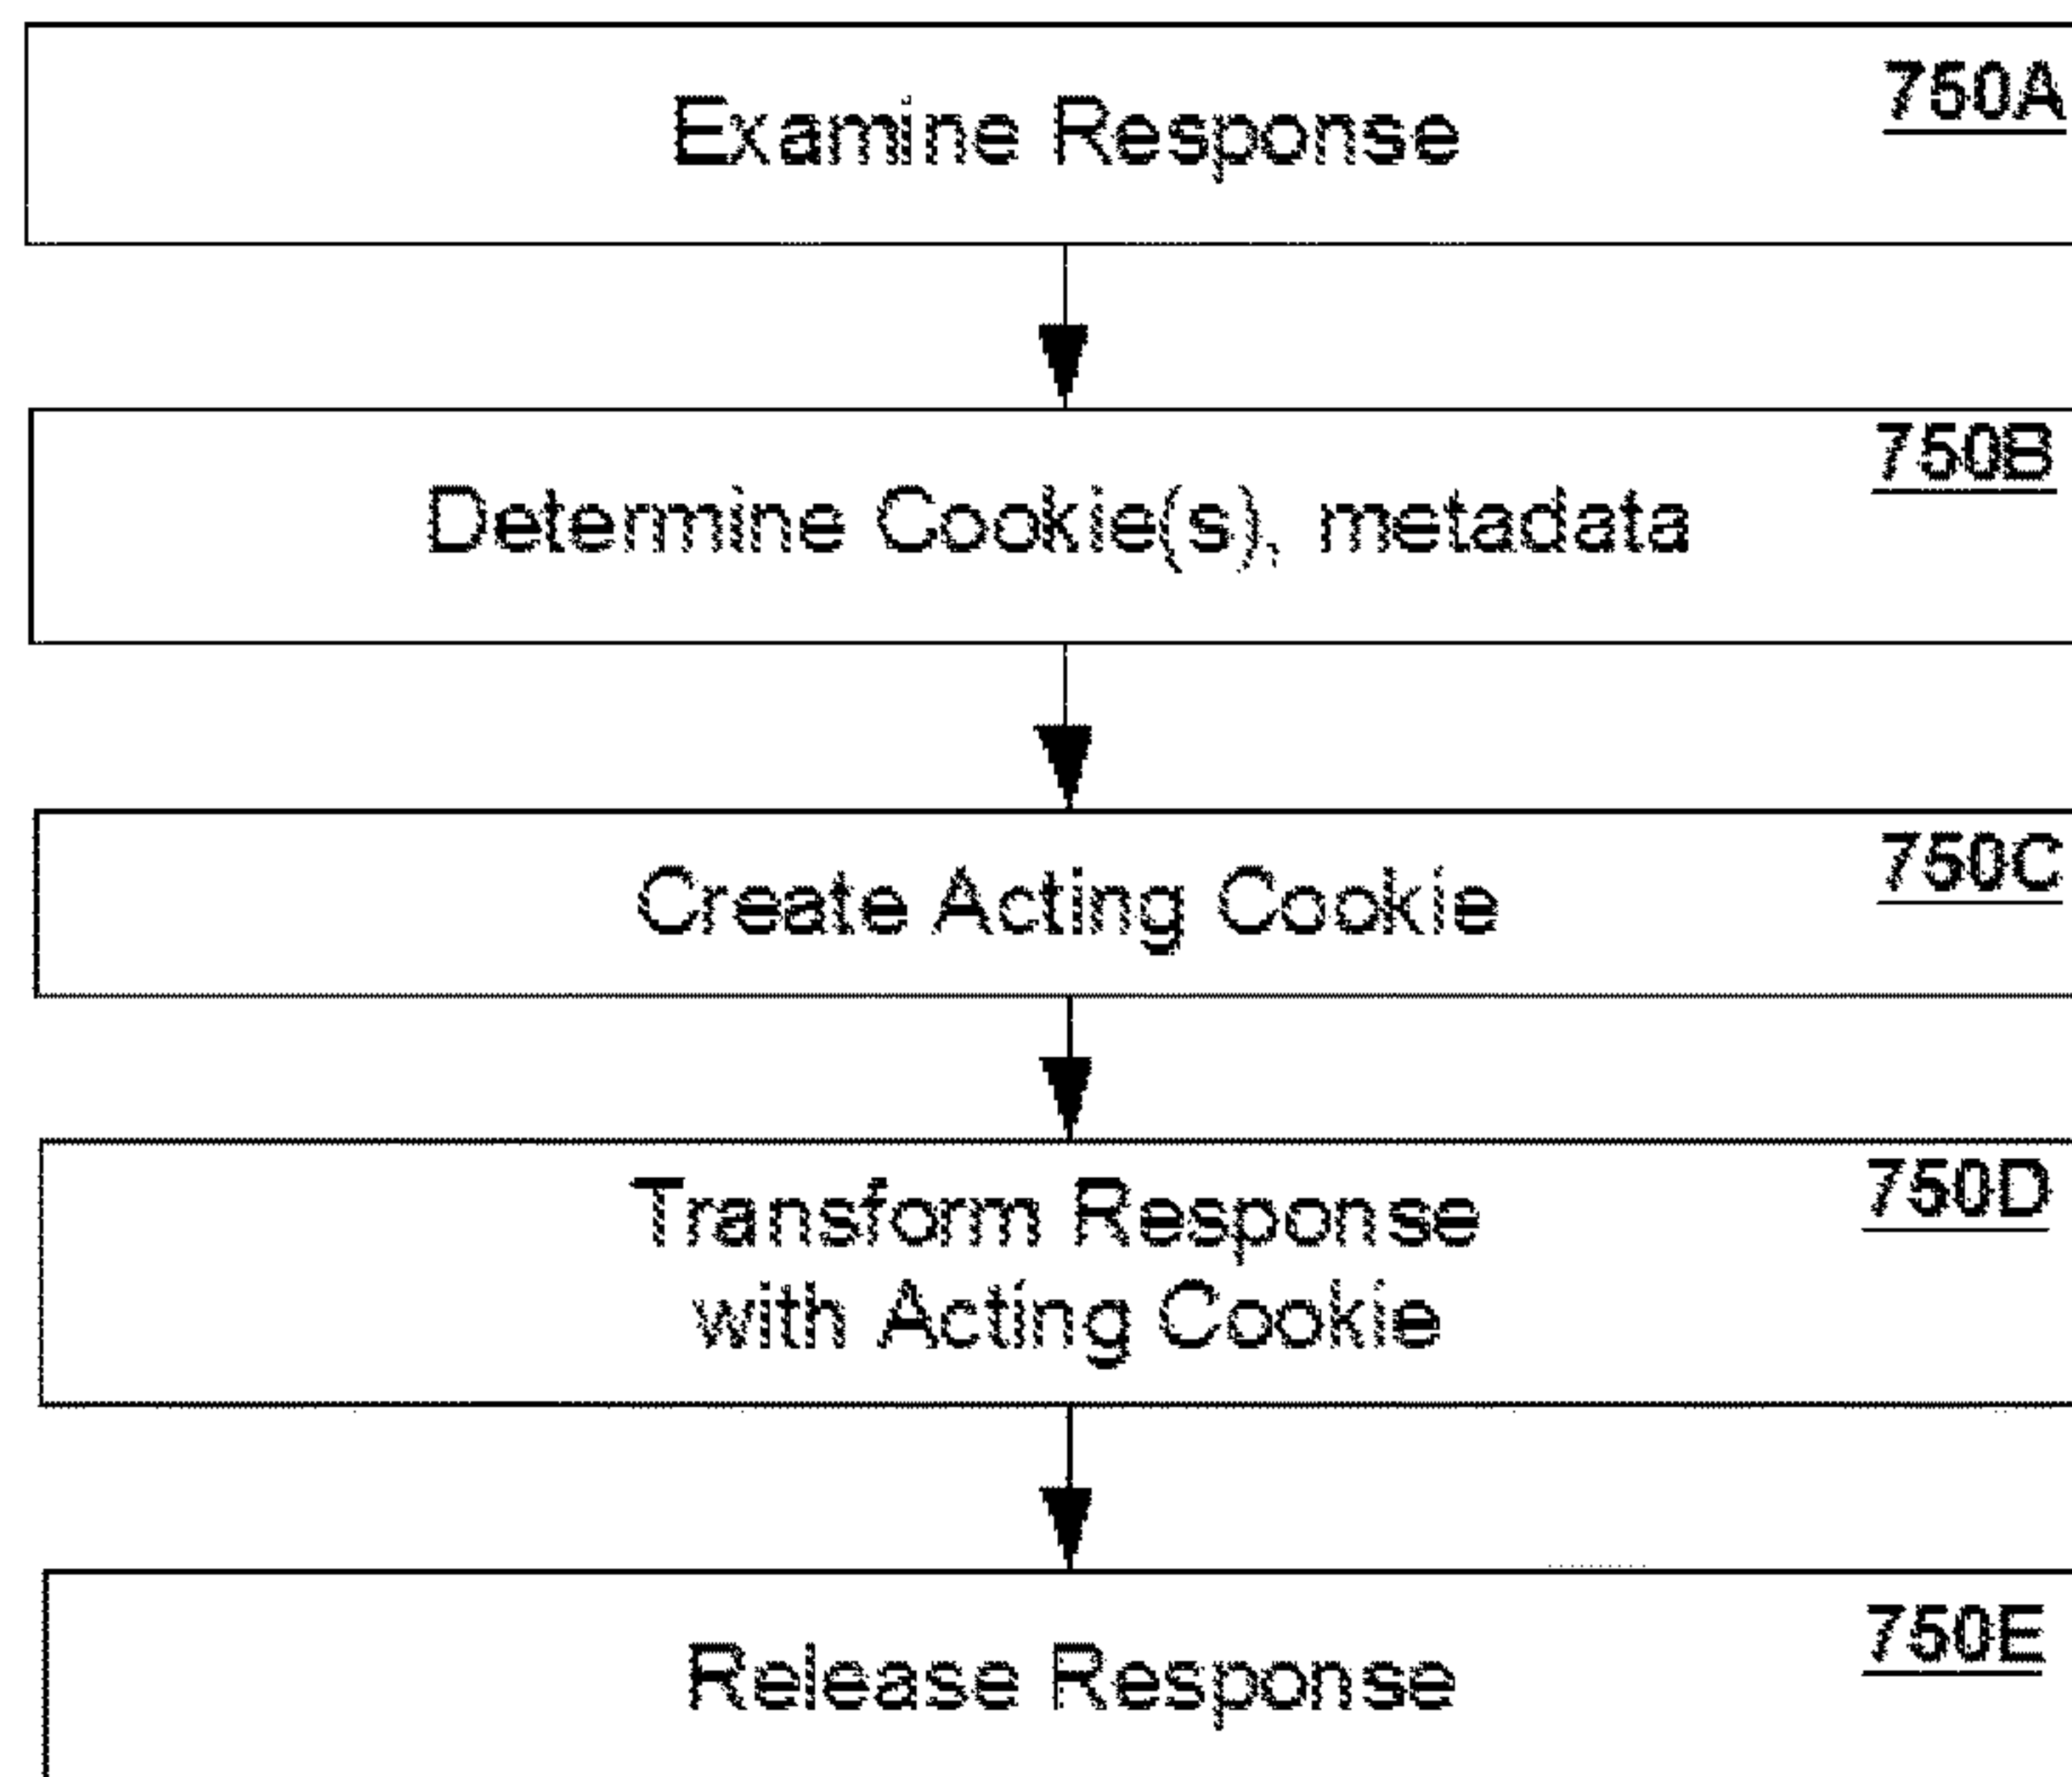 Examine Response
750A
Determine Cookie(s), metadata
750B
Create Acting Cookie
750C
Transform Response
with Acting Cookie
750D
Release Response
750E